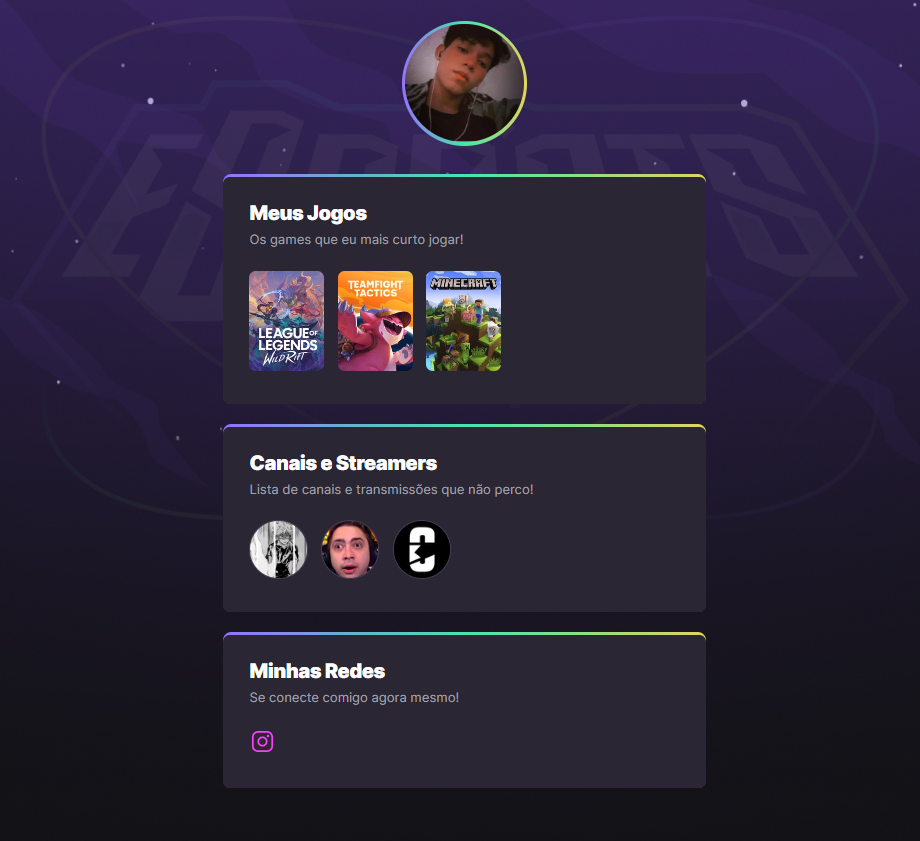 ESPORTS
Meus Jogos
Os games que eu mais curto jogar!
LEAGUE OF
LEGENDS
WILD RIFT
TEAMFIGHT
TACTICS
MINECRAFT
Canais e Streamers
Lista de canais e transmissões que não perco!
Minhas Redes
Se conecte comigo agora mesmo!